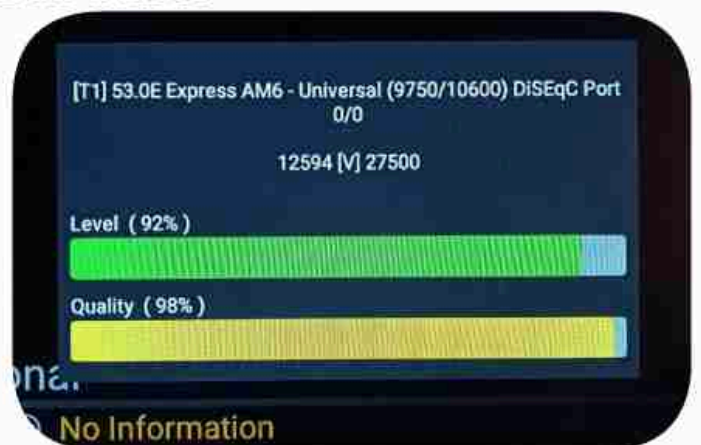 [T1] 53.0E Express AM6 - Universal (9750/10600) DiSEqC Port
0/0
12594 [V] 27500
Level ( 92% )
Quality ( 98% )
No Information